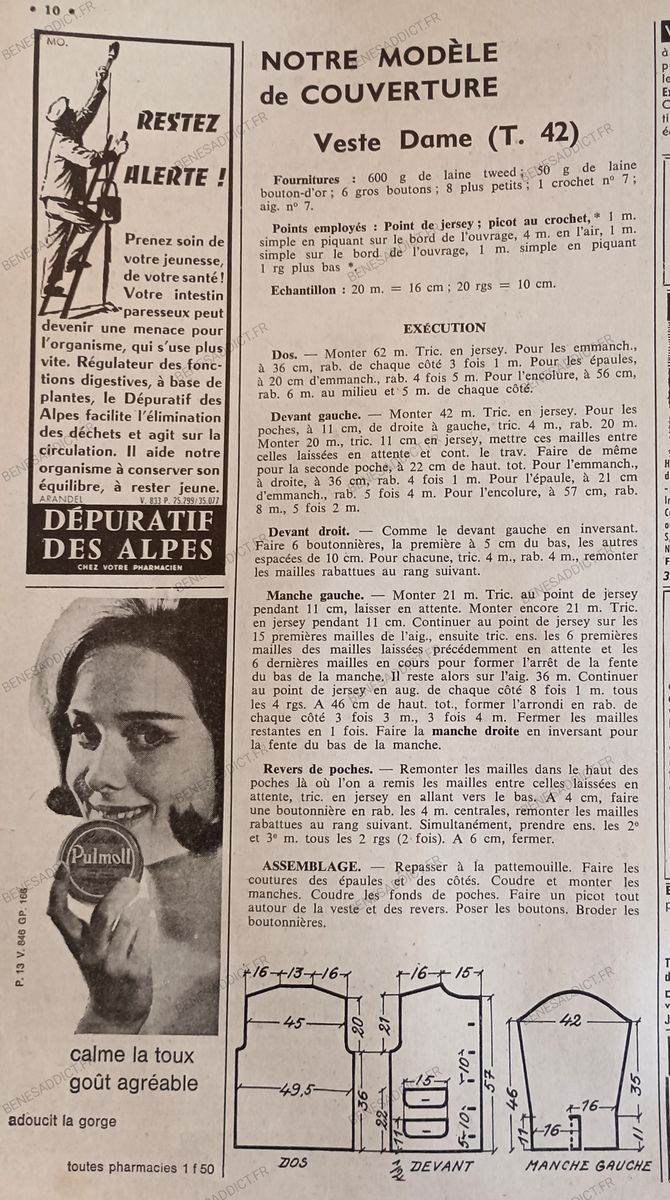 • 10 •
MO.
RESTEZ
ALERTE !
Prenez soin de
votre jeunesse,
de votre santé!
Votre intestin
paresseux peut
devenir une menace pour
l'organisme, qui s'use plus
vite. Régulateur des fonc-
tions digestives, à base de
plantes, le Dépuratif des
Alpes facilite l'élimination
des déchets et agit sur la
circulation. Il aide notre
organisme à conserver son
équilibre, à rester jeune.
ARANDEL V. 833 P. 75.799/35.077
DÉPURATIF
DES ALPES
CHEZ VOTRE PHARMACIEN
Pulmoll
P. 13 V. 846 GP. 168
calme la toux
goût agréable
adoucit la gorge
toutes pharmacies 1 f 50
NOTRE MODÈLE
de COUVERTURE
Veste Dame (T. 42)
Fournitures : 600 g de laine tweed ; 50 g de laine
bouton-d'or ; 6 gros boutons ; 8 plus petits ; 1 crochet n° 7 ;
aig. n° 7.
Points employés : Point de jersey ; picot au crochet, * 1 m.
simple en piquant sur le bord de l'ouvrage, 4 m. en l'air, 1 m.
simple sur le bord de l'ouvrage, 1 m. simple en piquant
1 rg plus bas *.
Echantillon : 20 m. = 16 cm ; 20 rgs = 10 cm.
EXÉCUTION
Dos. — Monter 62 m. Tric. en jersey. Pour les emmanch.,
à 36 cm, rab. de chaque côté 3 fois 1 m. Pour les épaules,
à 20 cm d'emmanch., rab. 4 fois 5 m. Pour l'encolure, à 56 cm,
rab. 6 m. au milieu et 5 m. de chaque côté.
Devant gauche. — Monter 42 m. Tric. en jersey. Pour les
poches, à 11 cm, de droite à gauche, tric. 4 m., rab. 20 m.
Monter 20 m., tric. 11 cm en jersey, mettre ces mailles entre
celles laissées en attente et cont. le trav. Faire de même
pour la seconde poche, à 22 cm de haut. tot. Pour l'emmanch.,
à droite, à 36 cm, rab. 4 fois 1 m. Pour l'épaule, à 21 cm
d'emmanch., rab. 5 fois 4 m. Pour l'encolure, à 57 cm, rab.
8 m., 5 fois 2 m.
Devant droit. — Comme le devant gauche en inversant.
Faire 6 boutonnières, la première à 5 cm du bas, les autres
espacées de 10 cm. Pour chacune, tric. 4 m., rab. 4 m., remonter
les mailles rabattues au rang suivant.
Manche gauche. — Monter 21 m. Tric. au point de jersey
pendant 11 cm, laisser en attente. Monter encore 21 m. Tric.
en jersey pendant 11 cm. Continuer au point de jersey sur les
15 premières mailles de l'aig., ensuite tric. ens. les 6 premières
mailles des mailles laissées précédemment en attente et les
6 dernières mailles en cours pour former l'arrêt de la fente
du bas de la manche. Il reste alors sur l'aig. 36 m. Continuer
au point de jersey en aug. de chaque côté 8 fois 1 m. tous
les 4 rgs. A 46 cm de haut. tot., former l'arrondi en rab. de
chaque côté 3 fois 3 m., 3 fois 4 m. Fermer les mailles
restantes en 1 fois. Faire la manche droite en inversant pour
la fente du bas de la manche.
Revers de poches. — Remonter les mailles dans le haut des
poches là où l'on a remis les mailles entre celles laissées en
attente, tric. en jersey en allant vers le bas. A 4 cm, faire
une boutonnière en rab. les 4 m. centrales, remonter les mailles
rabattues au rang suivant. Simultanément, prendre ens. les 2e
et 3e m. tous les 2 rgs (2 fois). A 6 cm, fermer.
ASSEMBLAGE. — Repasser à la pattemouille. Faire les
coutures des épaules et des côtés. Coudre et monter les
manches. Coudre les fonds de poches. Faire un picot tout
autour de la veste et des revers. Poser les boutons. Broder les
boutonnières.
16 13 16
45
20
49,5
36
DOS
16 15
21
15
22
11
10
5-10
57
1/2 DEVANT
42
46
35
16
16
11
11
MANCHE GAUCHE
BENESADDICT.FR